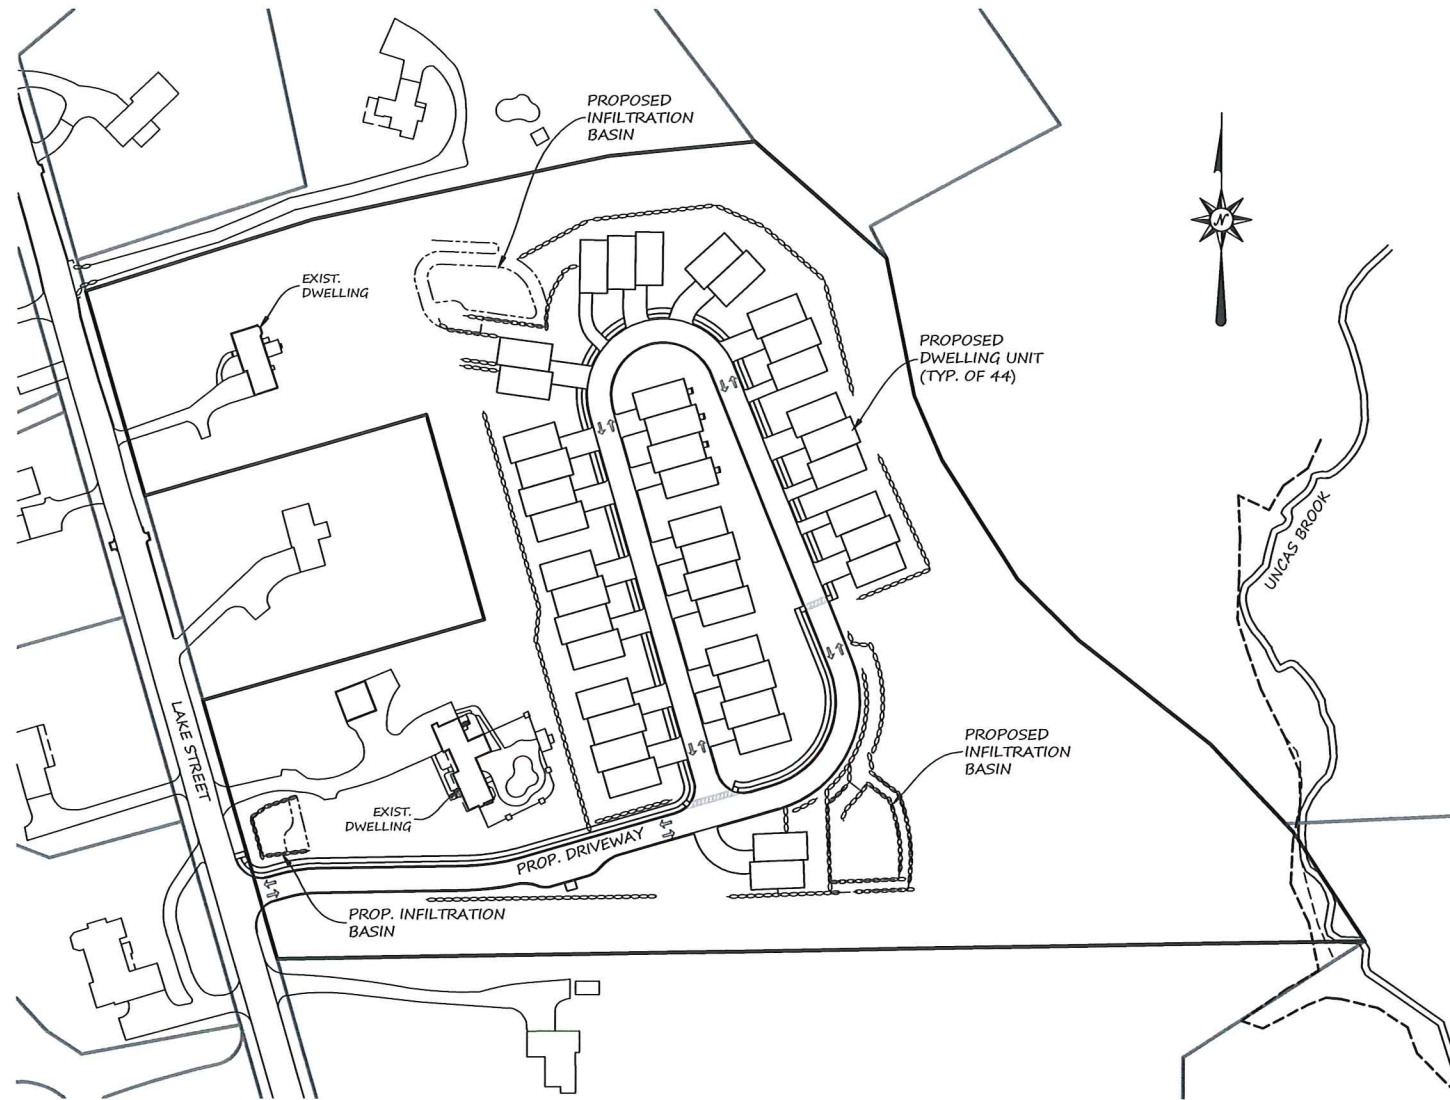 PROPOSED
INFILTRATION
BASIN
N
EXIST.
DWELLING
PROPOSED
DWELLING UNIT
(TYP. OF 44)
UNCAS BROOK
LAKE STREET
PROPOSED
INFILTRATION
BASIN
EXIST.
DWELLING
PROP. DRIVEWAY
PROP. INFILTRATION
BASIN